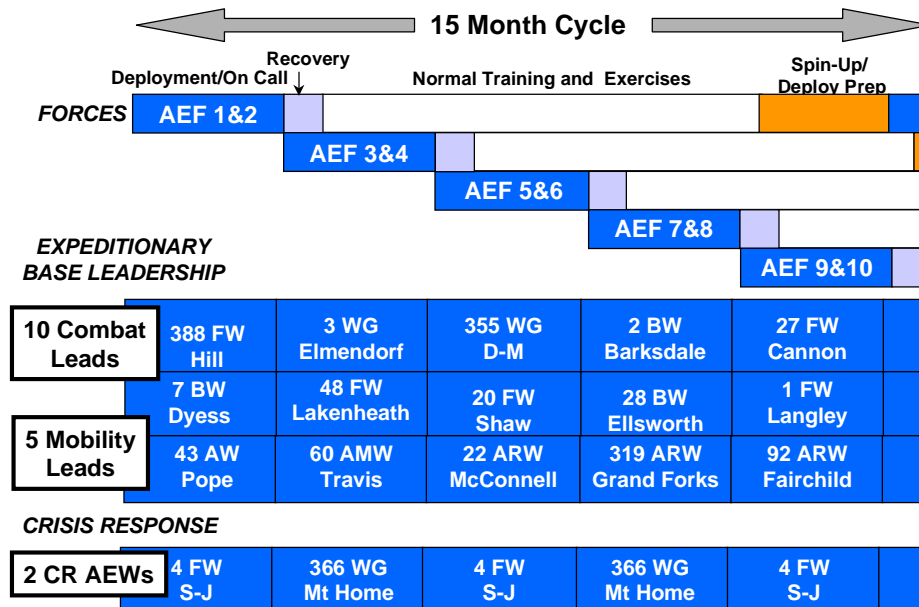 15 Month Cycle
Recovery
Deployment/On Call
Normal Training and Exercises
Spin-Up/
Deploy Prep
FORCES
AEF 1&2
AEF 3&4
AEF 5&6
AEF 7&8
AEF 9&10
EXPEDITIONARY
BASE LEADERSHIP
10 Combat
Leads
388 FW
Hill
3 WG
Elmendorf
355 WG
D-M
2 BW
Barksdale
27 FW
Cannon
7 BW
Dyess
48 FW
Lakenheath
20 FW
Shaw
28 BW
Ellsworth
1 FW
Langley
5 Mobility
Leads
43 AW
Pope
60 AMW
Travis
22 ARW
McConnell
319 ARW
Grand Forks
92 ARW
Fairchild
CRISIS RESPONSE
2 CR AEWs
4 FW
S-J
366 WG
Mt Home
4 FW
S-J
366 WG
Mt Home
4 FW
S-J